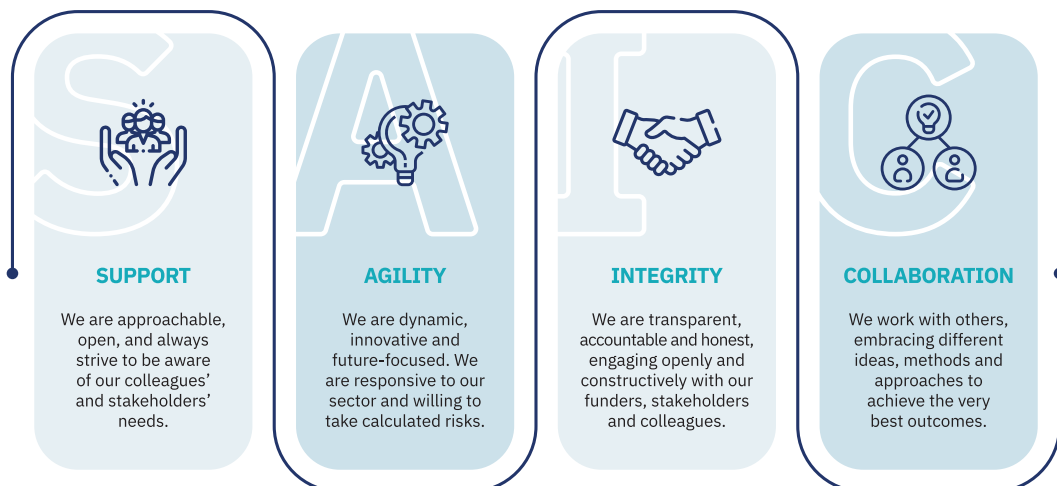 S
A
I
C
SUPPORT
We are approachable,
open, and always
strive to be aware
of our colleagues’
and stakeholders’
needs.
AGILITY
We are dynamic,
innovative and
future-focused. We
are responsive to our
sector and willing to
take calculated risks.
INTEGRITY
We are transparent,
accountable and honest,
engaging openly and
constructively with our
funders, stakeholders
and colleagues.
COLLABORATION
We work with others,
embracing different
ideas, methods and
approaches to
achieve the very
best outcomes.